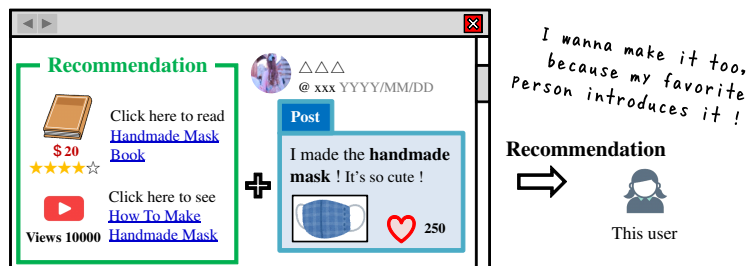 Recommendation
Click here to read
Handmade Mask
Book
$ 20
Click here to see
How To Make
Handmade Mask
Views 10000
△△△
@ xxx YYYY/MM/DD
Post
I made the handmade
mask ! It's so cute !
250
I wanna make it too,
because my favorite
Person introduces it !
Recommendation
This user